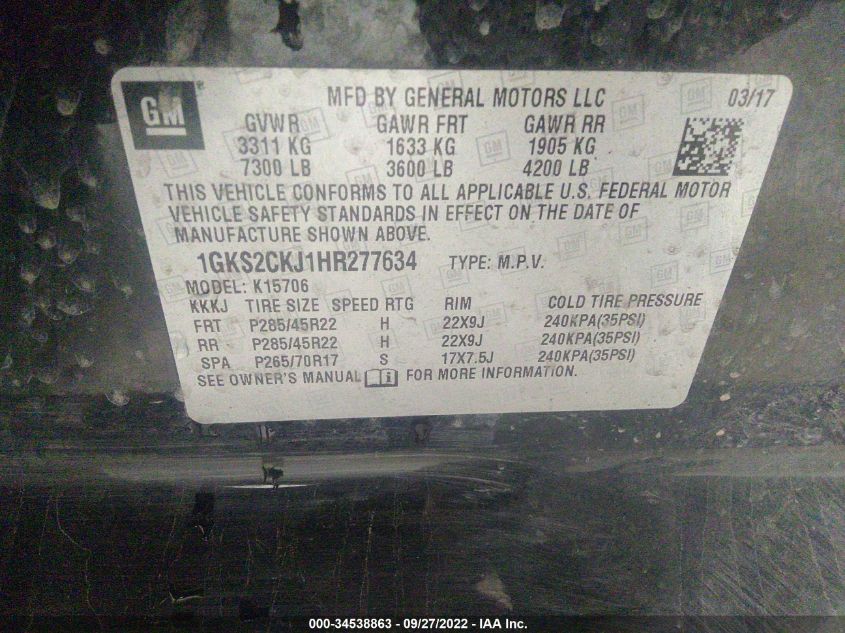 GM
MFD BY GENERAL MOTORS LLC 03/17
GVWR GAWR FRT GAWR RR
3311 KG 1633 KG 1905 KG
7300 LB 3600 LB 4200 LB
THIS VEHICLE CONFORMS TO ALL APPLICABLE U.S. FEDERAL MOTOR
VEHICLE SAFETY STANDARDS IN EFFECT ON THE DATE OF
MANUFACTURE SHOWN ABOVE.
1GKS2CKJ1HR277634 TYPE: M.P.V.
MODEL: K15706
KKKJ TIRE SIZE SPEED RTG RIM COLD TIRE PRESSURE
FRT P285/45R22 H 22X9J 240KPA(35PSI)
RR P285/45R22 H 22X9J 240KPA(35PSI)
SPA P265/70R17 S 17X7.5J 240KPA(35PSI)
SEE OWNER'S MANUAL FOR MORE INFORMATION.
000-34538863 - 09/27/2022 - IAA Inc.